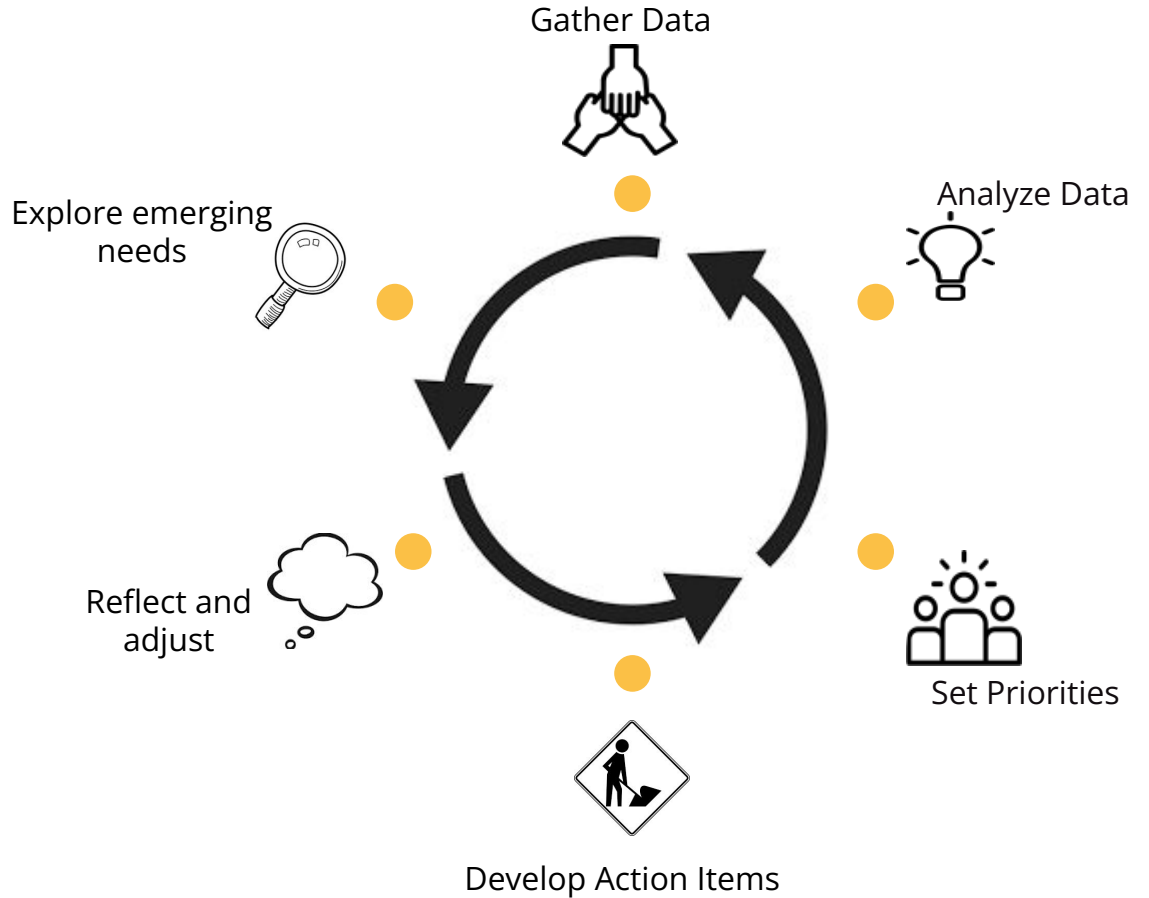 Gather Data
Analyze Data
Explore emerging
needs
Reflect and
adjust
Set Priorities
Develop Action Items